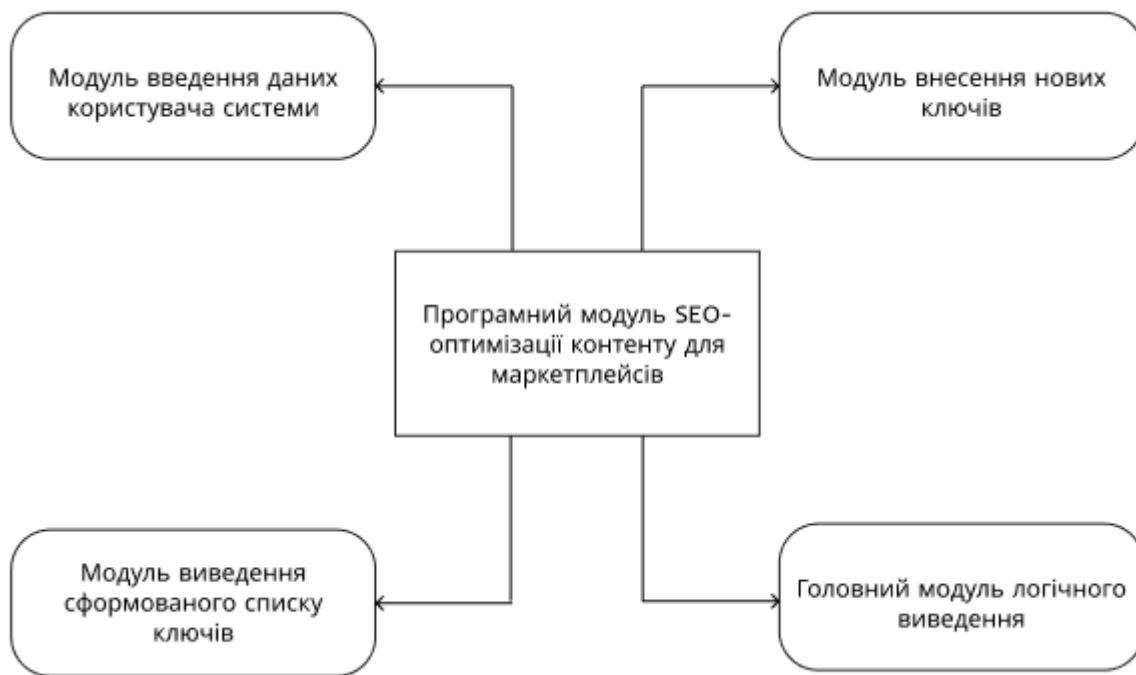 Модуль введення даних
користувача системи
Модуль внесення нових
ключів
Програмний модуль SEO-
оптимізації контенту для
маркетплейсів
Модуль виведення
сформованого списку
ключів
Головний модуль логічного
виведення